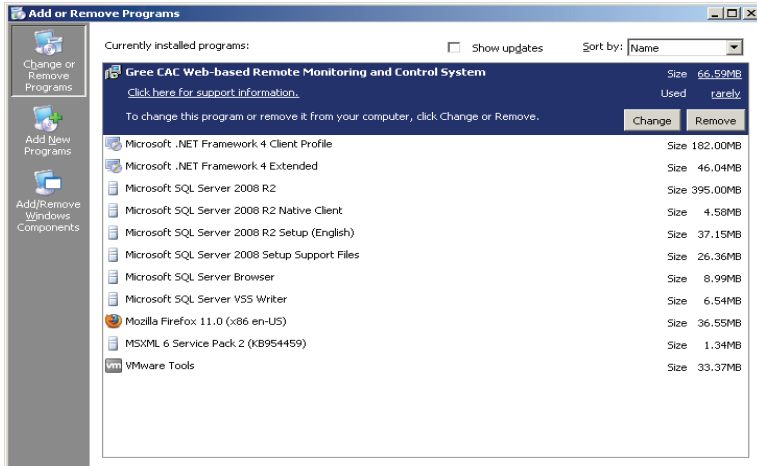 Add or Remove Programs
Change or
Remove
Programs
Add New
Programs
Add/Remove
Windows
Components
Currently installed programs:
Show updates
Sort by: Name
Gree CAC Web-based Remote Monitoring and Control System
Size 66.59MB
Click here for support information.
Used rarely
To change this program or remove it from your computer, click Change or Remove.
Change Remove
Microsoft .NET Framework 4 Client Profile Size 182.00MB
Microsoft .NET Framework 4 Extended Size 46.04MB
Microsoft SQL Server 2008 R2 Size 395.00MB
Microsoft SQL Server 2008 R2 Native Client Size 4.58MB
Microsoft SQL Server 2008 R2 Setup (English) Size 37.15MB
Microsoft SQL Server 2008 Setup Support Files Size 26.36MB
Microsoft SQL Server Browser Size 8.99MB
Microsoft SQL Server VSS Writer Size 6.54MB
Mozilla Firefox 11.0 (x86 en-US) Size 36.55MB
MSXML 6 Service Pack 2 (KB954459) Size 1.34MB
vm VMware Tools Size 33.37MB